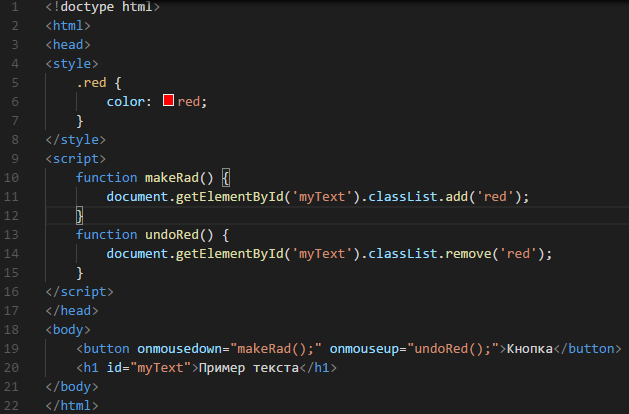 1 <!doctype html>
2 <html>
3 <head>
4 <style>
5 .red {
6 color: red;
7 }
8 </style>
9 <script>
10 function makeRad() {
11 document.getElementById('myText').classList.add('red');
12 }
13 function undoRed() {
14 document.getElementById('myText').classList.remove('red');
15 }
16 </script>
17 </head>
18 <body>
19 <button onmousedown="makeRad();" onmouseup="undoRed();">Кнопка</button>
20 <h1 id="myText">Пример текста</h1>
21 </body>
22 </html>